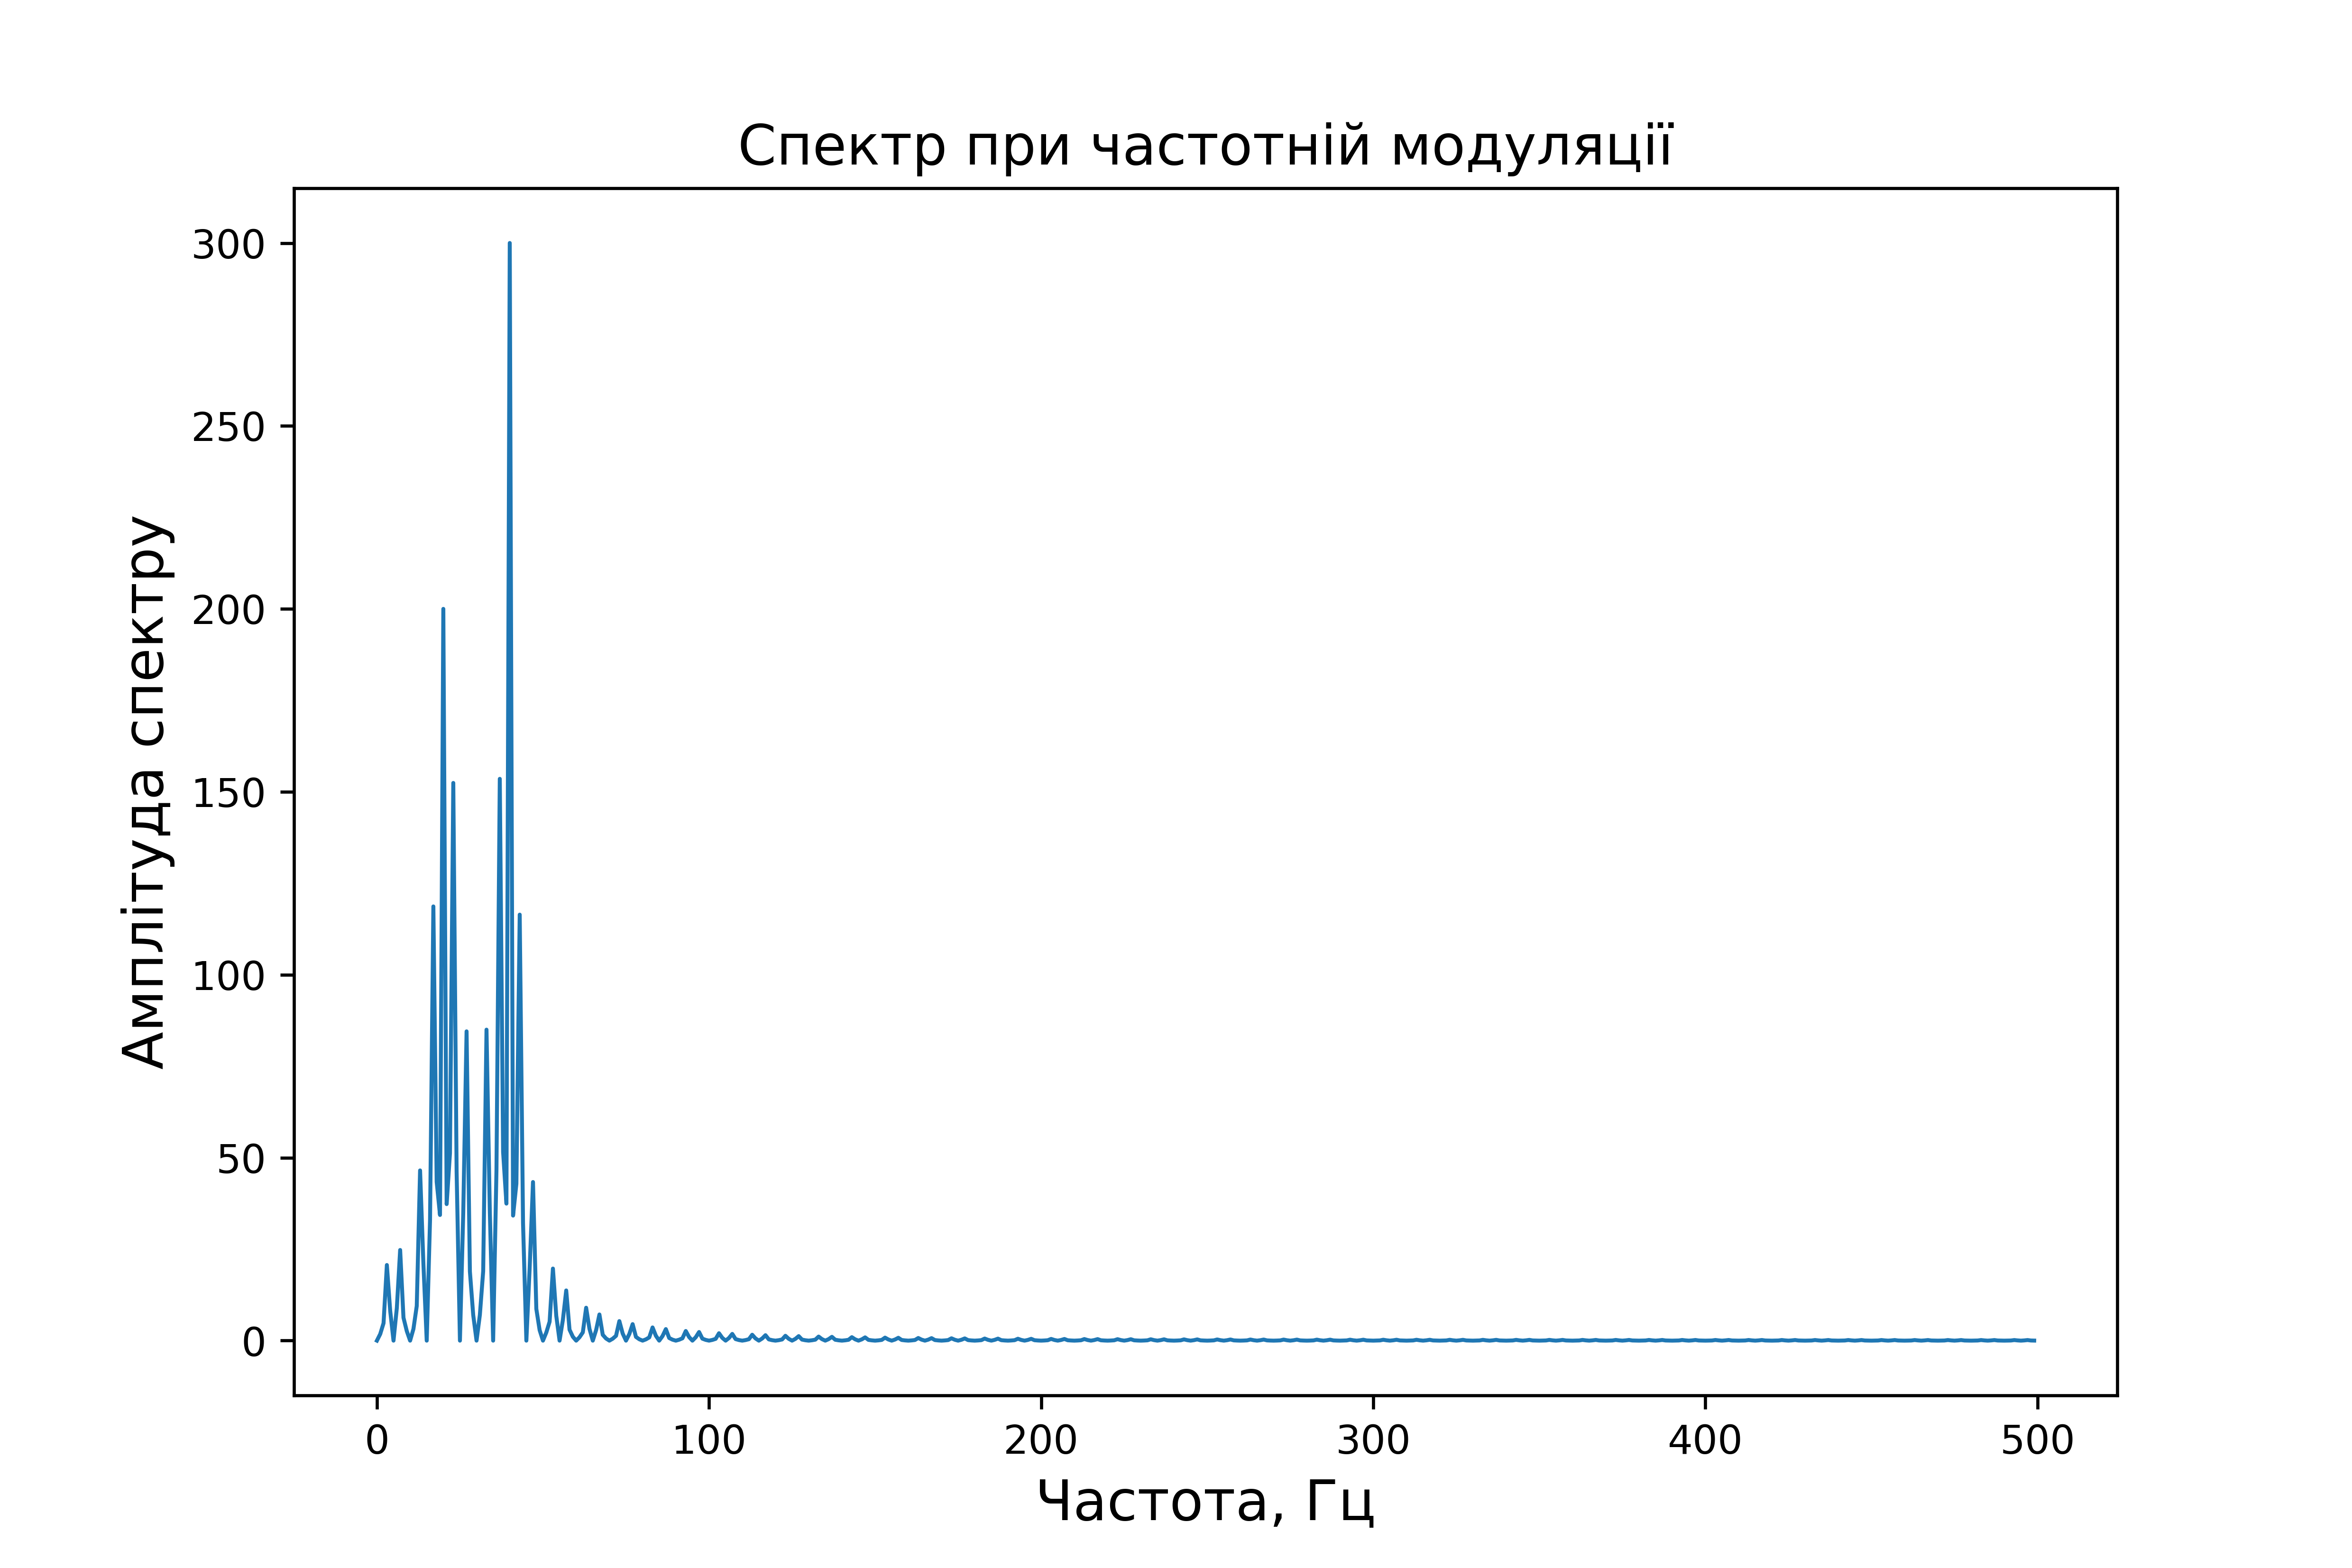 Спектр при частотній модуляції
Амплітуда спектру
300
250
200
150
100
50
0
0 100 200 300 400 500
Частота, Гц